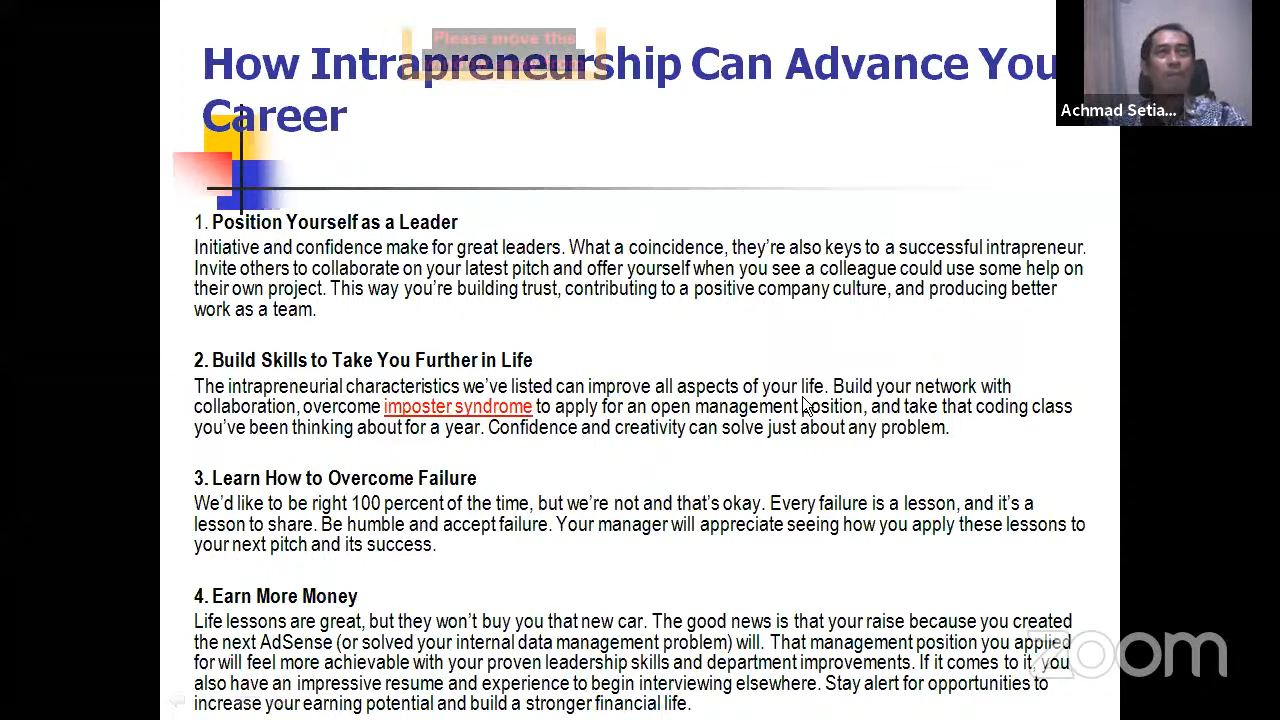 Please move this
How Intrapreneurship Can Advance You
Career
Achmad Setia...
1. Position Yourself as a Leader
Initiative and confidence make for great leaders. What a coincidence, they're also keys to a successful intrapreneur.
Invite others to collaborate on your latest pitch and offer yourself when you see a colleague could use some help on
their own project. This way you're building trust, contributing to a positive company culture, and producing better
work as a team.
2. Build Skills to Take You Further in Life
The intrapreneurial characteristics we've listed can improve all aspects of your life. Build your network with
collaboration, overcome imposter syndrome to apply for an open management position, and take that coding class
you've been thinking about for a year. Confidence and creativity can solve just about any problem.
3. Learn How to Overcome Failure
We'd like to be right 100 percent of the time, but we're not and that's okay. Every failure is a lesson, and it's a
lesson to share. Be humble and accept failure. Your manager will appreciate seeing how you apply these lessons to
your next pitch and its success.
4. Earn More Money
Life lessons are great, but they won't buy you that new car. The good news is that your raise because you created
the next AdSense (or solved your internal data management problem) will. That management position you applied
for will feel more achievable with your proven leadership skills and department improvements. If it comes to it, you
also have an impressive resume and experience to begin interviewing elsewhere. Stay alert for opportunities to
increase your earning potential and build a stronger financial life.
zoom